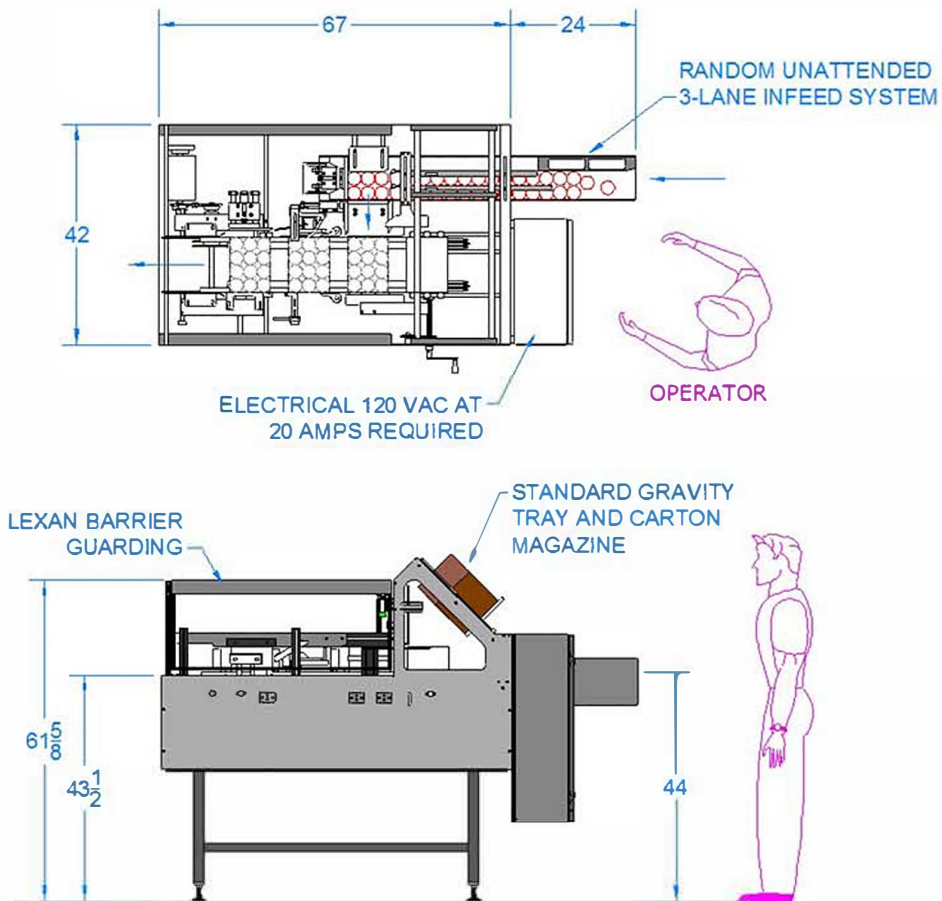 67
24
RANDOM UNATTENDED
3-LANE INFEED SYSTEM
42
OPERATOR
ELECTRICAL 120 VAC AT
20 AMPS REQUIRED
STANDARD GRAVITY
TRAY AND CARTON
MAGAZINE
LEXAN BARRIER
GUARDING
61 5/8
43 1/2
44